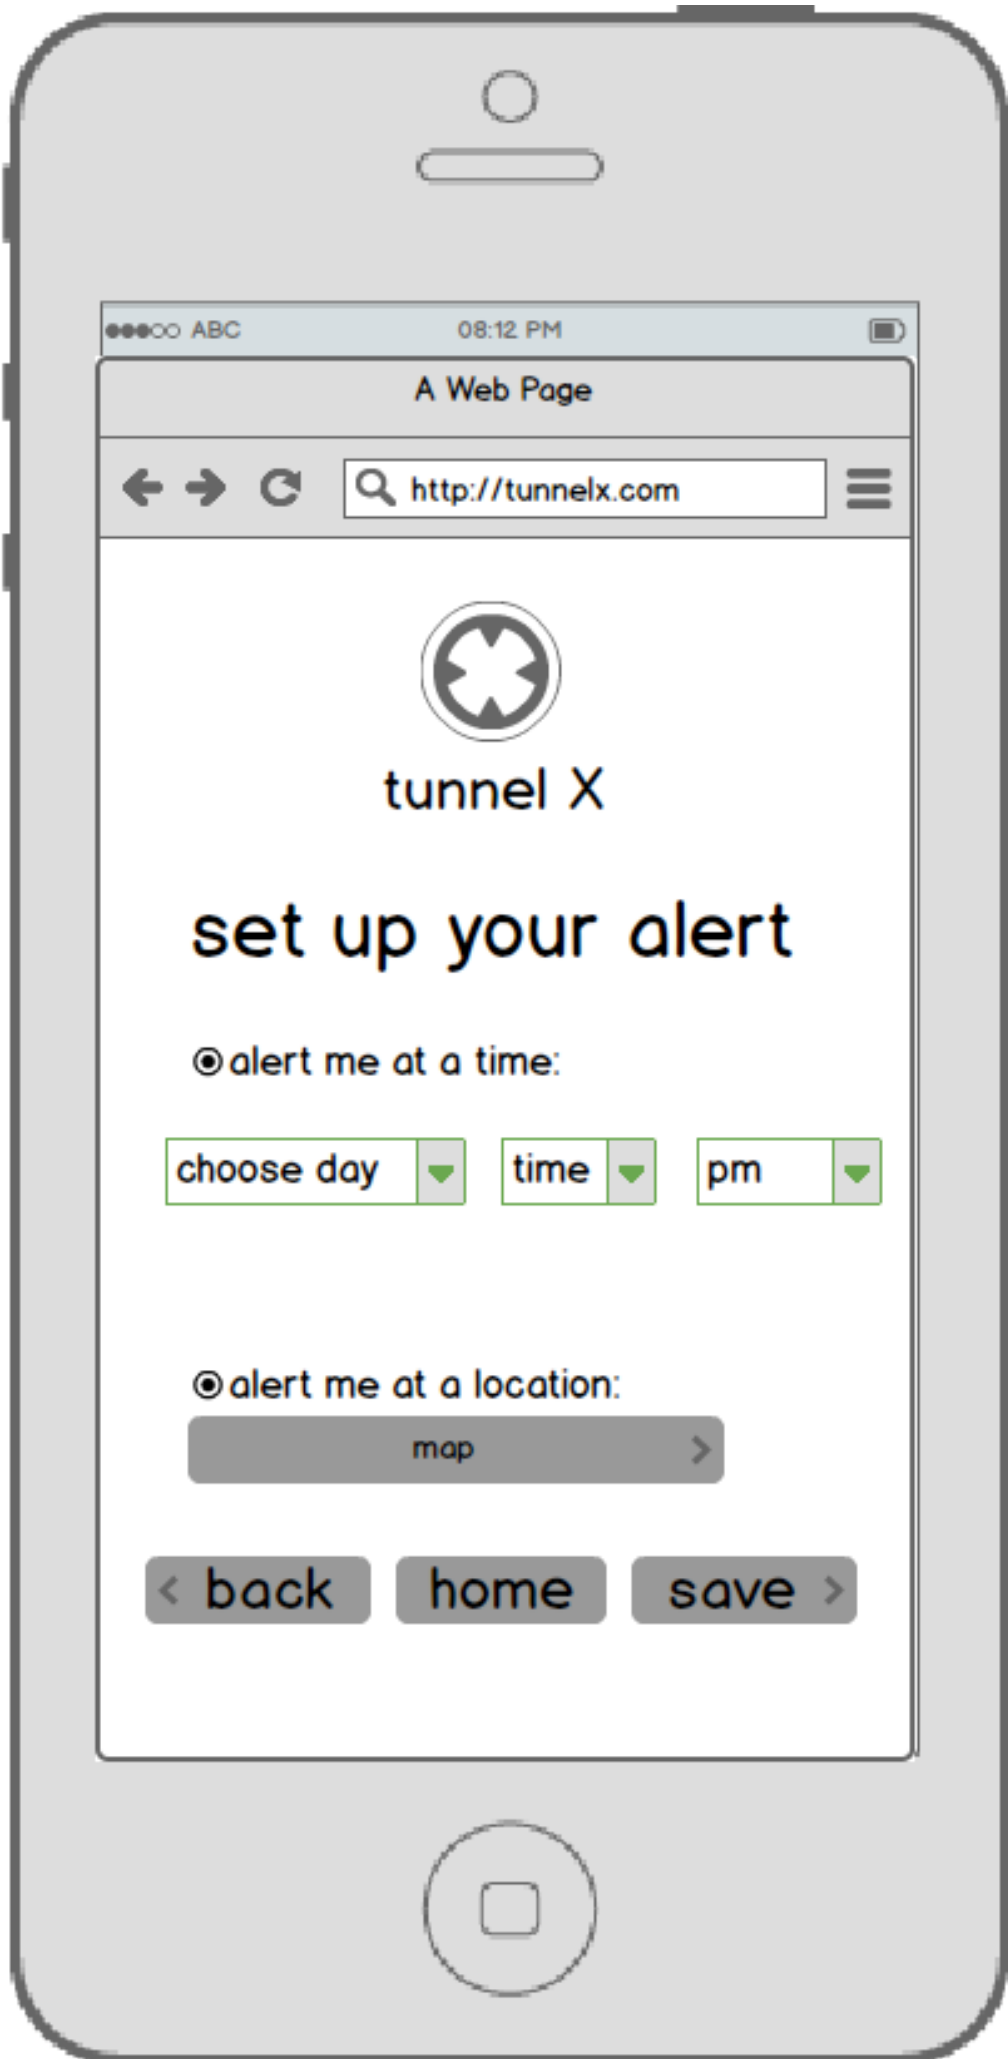 ABC 08:12 PM
A Web Page
http://tunnelx.com
tunnel X
set up your alert
alert me at a time:
choose day time pm
alert me at a location:
map
back home save